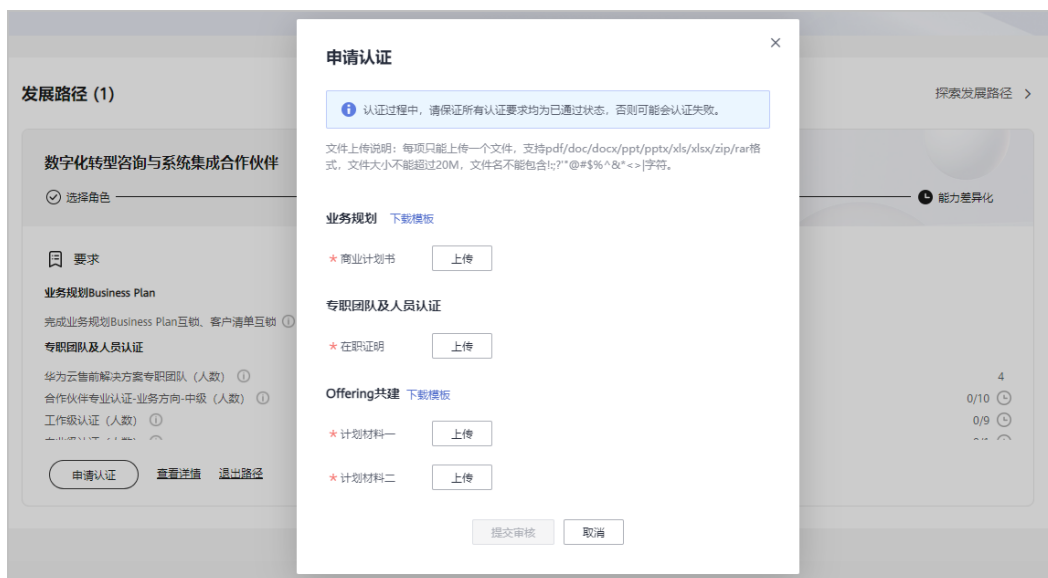 申请认证
认证过程中，请保证所有认证要求均为已通过状态，否则可能会认证失败。
文件上传说明：每项只能上传一个文件，支持pdf/doc/docx/ppt/pptx/xls/xlsx/zip/rar格
式，文件大小不能超过20M，文件名不能包含!:;?'"@#$%^&*<>|字符。
业务规划 下载模板
* 商业计划书 上传
专职团队及人员认证
* 在职证明 上传
Offering共建 下载模板
* 计划材料一 上传
* 计划材料二 上传
提交审核 取消
发展路径 (1)
探索发展路径 >
数字化转型咨询与系统集成合作伙伴
选择角色
能力差异化
要求
业务规划Business Plan
完成业务规划Business Plan互锁、客户清单互锁
专职团队及人员认证
华为云售前解决方案专职团队（人数） 4
合作伙伴专业认证-业务方向-中级（人数） 0/10
工作级认证（人数） 0/9
申请认证 查看详情 退出路径